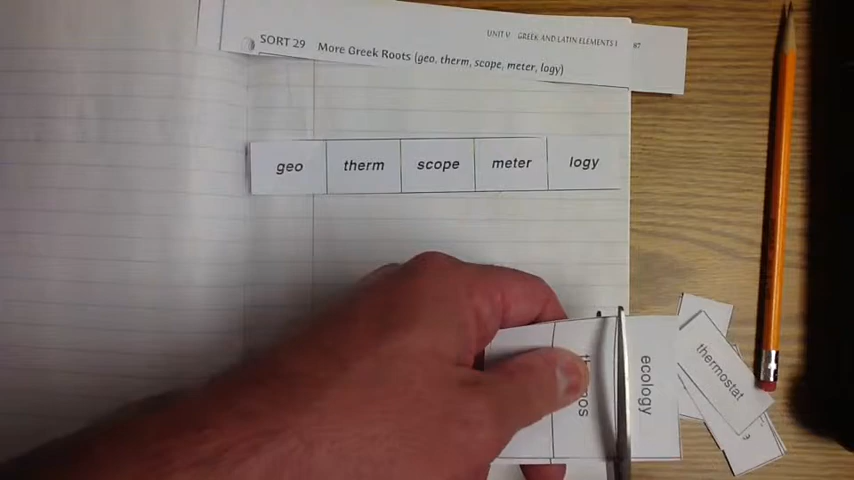 UNIT V GREEK AND LATIN ELEMENTS I 87
SORT 29 More Greek Roots (geo, therm, scope, meter, logy)
geo therm scope meter logy
ecology
thermostat